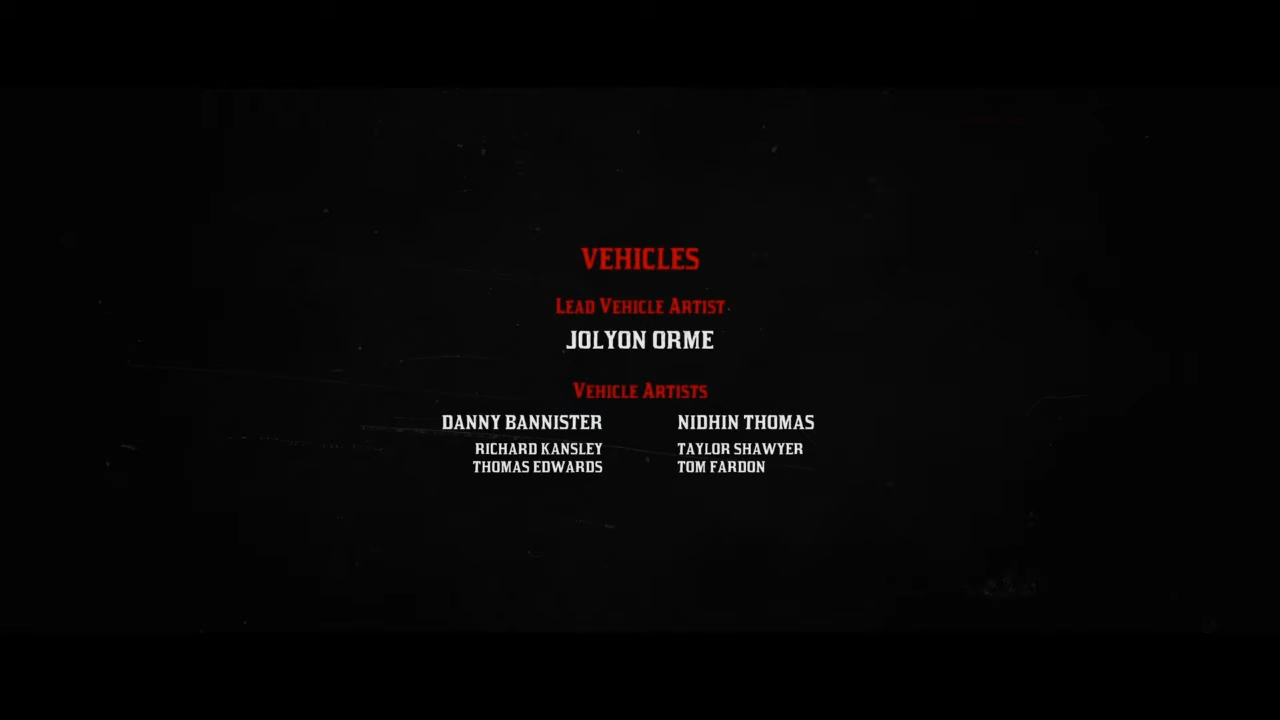 VEHICLES
LEAD VEHICLE ARTIST
JOLYON ORME
VEHICLE ARTISTS
DANNY BANNISTER NIDHIN THOMAS
RICHARD KANSLEY TAYLOR SHAWYER
THOMAS EDWARDS TOM FARDON